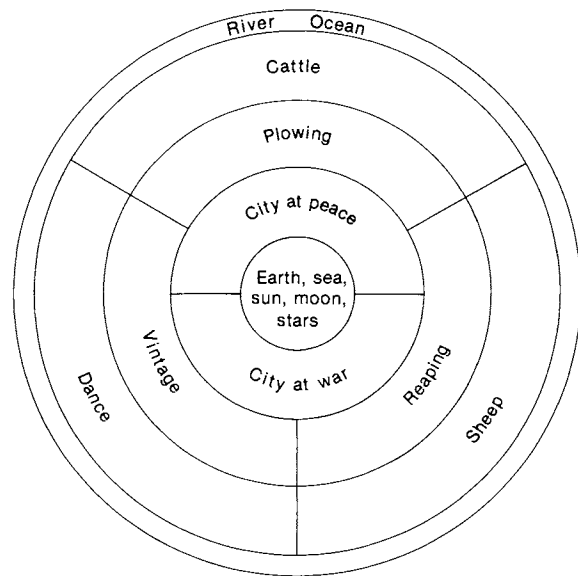 River Ocean
Cattle
Plowing
City at peace
Earth, sea,
sun, moon,
stars
City at war
Vintage
Reaping
Dance
Sheep